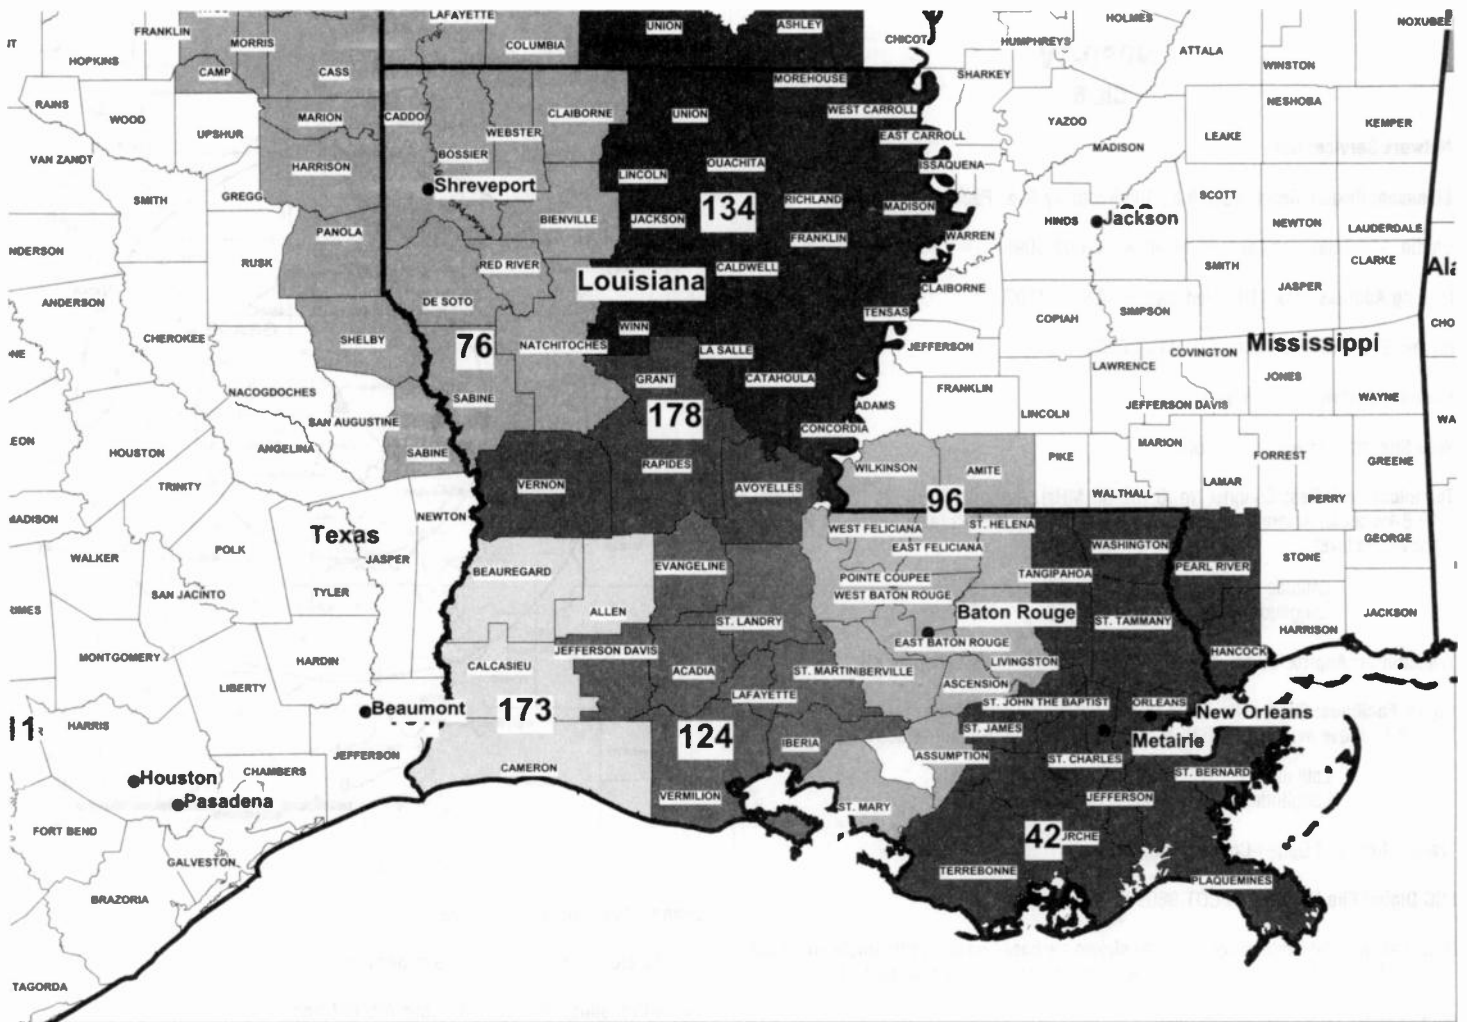 LAFAYETTE
UNION
ASHLEY
HOLMES
NOXUBEE
FRANKLIN
MORRIS
COLUMBIA
CHICOT
HUMPHREYS
ATTALA
HOPKINS
CAMP
CASS
SHARKEY
WINSTON
MOREHOUSE
RAINS
WOOD
UPSHUR
MARION
CADDO
WEBSTER
CLAIBORNE
UNION
WEST CARROLL
EAST CARROLL
YAZOO
NESHOBA
LEAKE
KEMPER
VAN ZANDT
HARRISON
BOSSIER
OUACHITA
MADISON
ISSAQUENA
SMITH
GREGG
Shreveport
LINCOLN
134
RICHLAND
MADISON
SCOTT
BIENVILLE
JACKSON
HINDS
Jackson
NEWTON
LAUDERDALE
PANOLA
FRANKLIN
WARREN
NDERSON
RUSK
RED RIVER
CALDWELL
SMITH
CLARKE
Ala
Louisiana
CLAIBORNE
JASPER
ANDERSON
DE SOTO
TENSAS
COPIAH
SIMPSON
CHO
CHEROKEE
SHELBY
76
NATCHITOCHES
WINN
LA SALLE
JEFFERSON
COVINGTON
Mississippi
LAWRENCE
GRANT
CATAHOULA
JONES
NACOGDOCHES
SABINE
178
FRANKLIN
WAYNE
SAN AUGUSTINE
ADAMS
LINCOLN
JEFFERSON DAVIS
WA
EON
HOUSTON
ANGELINA
SABINE
CONCORDIA
MARION
FORREST
GREENE
RAPIDES
WILKINSON
AMITE
PIKE
TRINITY
VERNON
AVOYELLES
96
WALTHALL
LAMAR
PERRY
MADISON
NEWTON
Texas
WEST FELICIANA
ST. HELENA
WALKER
POLK
JASPER
EAST FELICIANA
WASHINGTON
STONE
GEORGE
BEAUREGARD
EVANGELINE
POINTE COUPEE
TANGIPAHOA
PEARL RIVER
SAN JACINTO
TYLER
WEST BATON ROUGE
ALLEN
ST. LANDRY
Baton Rouge
ST. TAMMANY
HARRISON
JACKSON
EAST BATON ROUGE
MONTGOMERY
HARDIN
CALCASIEU
JEFFERSON DAVIS
ACADIA
ST. MARTIN
IBERVILLE
LIVINGSTON
HANCOCK
LIBERTY
LAFAYETTE
ASCENSION
ST. JOHN THE BAPTIST
ORLEANS
Beaumont
173
New Orleans
HARRIS
124
IBERIA
ST. JAMES
Metairie
JEFFERSON
CAMERON
ASSUMPTION
ST. CHARLES
Houston
CHAMBERS
ST. BERNARD
Pasadena
VERMILION
ST. MARY
JEFFERSON
FORT BEND
42
URCHE
GALVESTON
TERREBONNE
PLAQUEMINES
BRAZORIA
TAGORDA